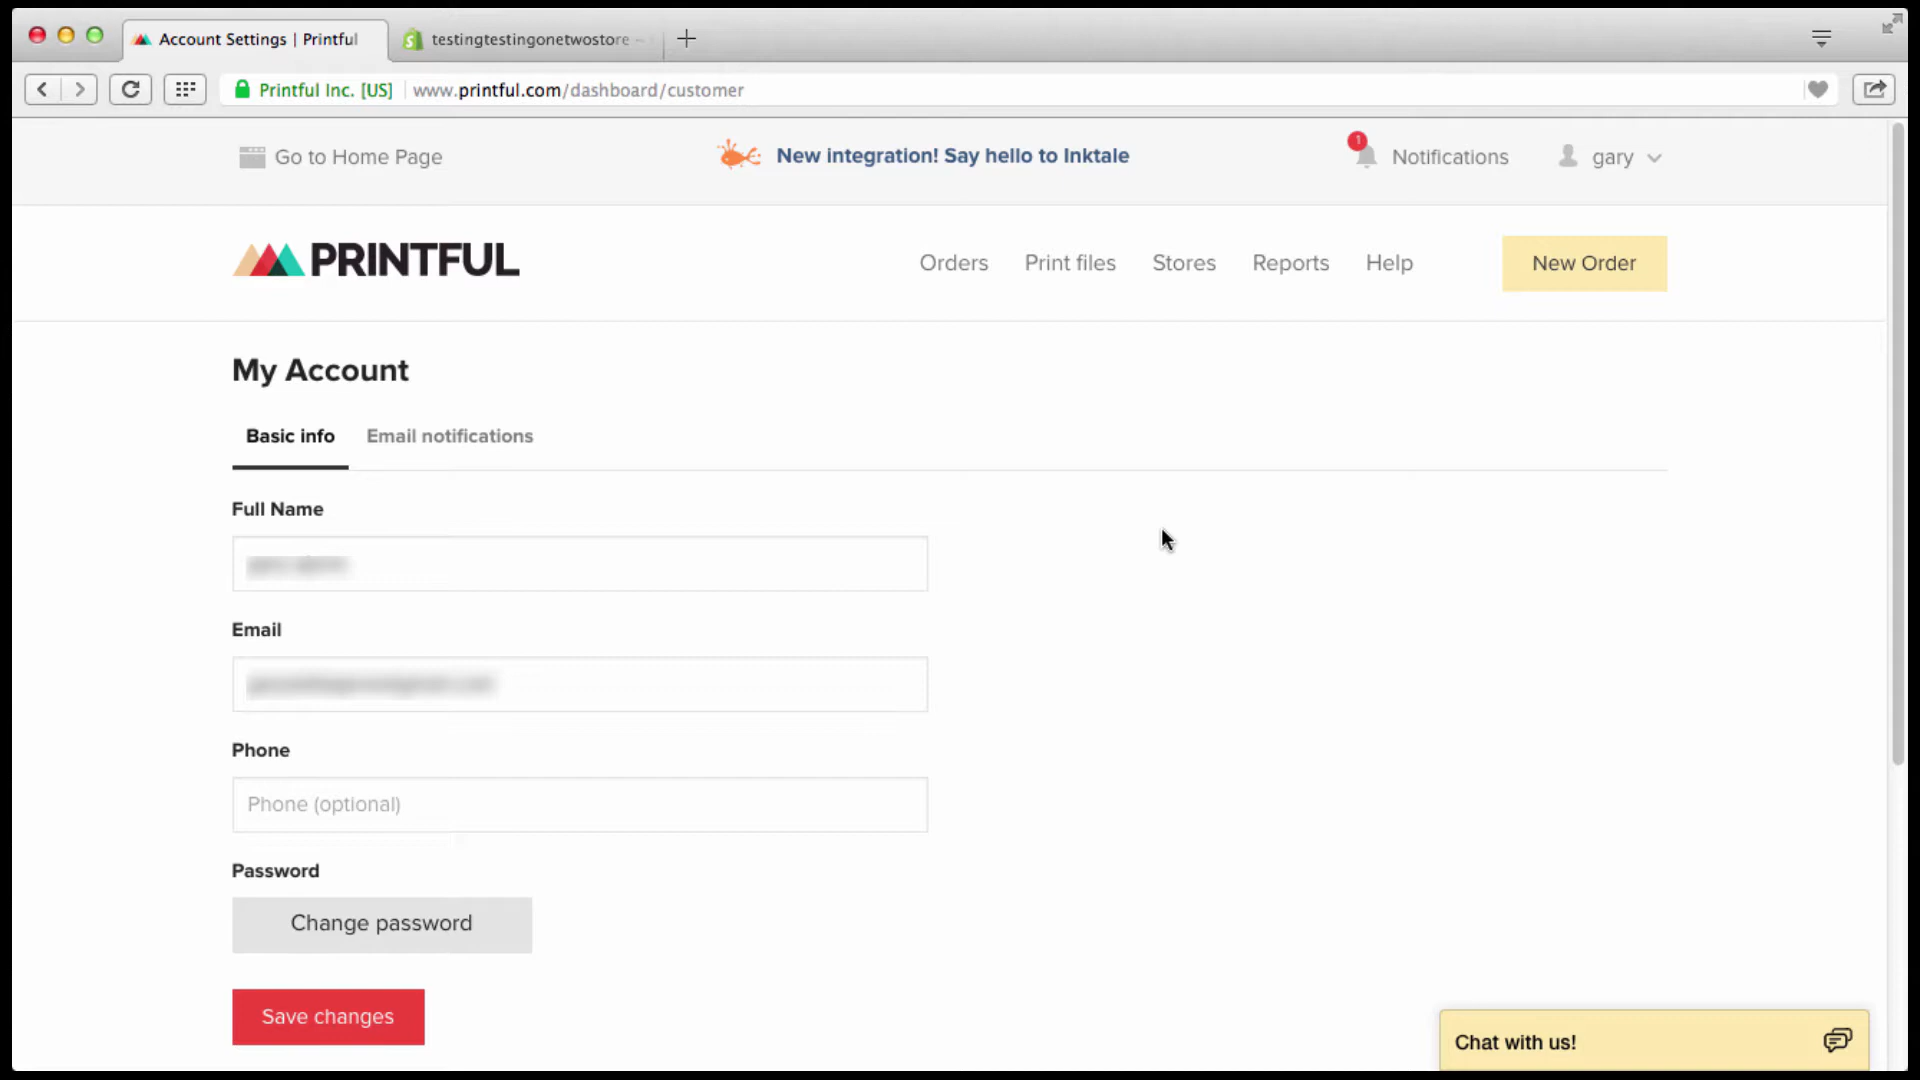 Account Settings | Printful
testingtestingonetwostore –
Printful Inc. [US]
www.printful.com/dashboard/customer
Go to Home Page
New integration! Say hello to Inktale
1
Notifications
gary
PRINTFUL
Orders
Print files
Stores
Reports
Help
New Order
My Account
Basic info
Email notifications
Full Name
Email
Phone
Phone (optional)
Password
Change password
Save changes
Chat with us!